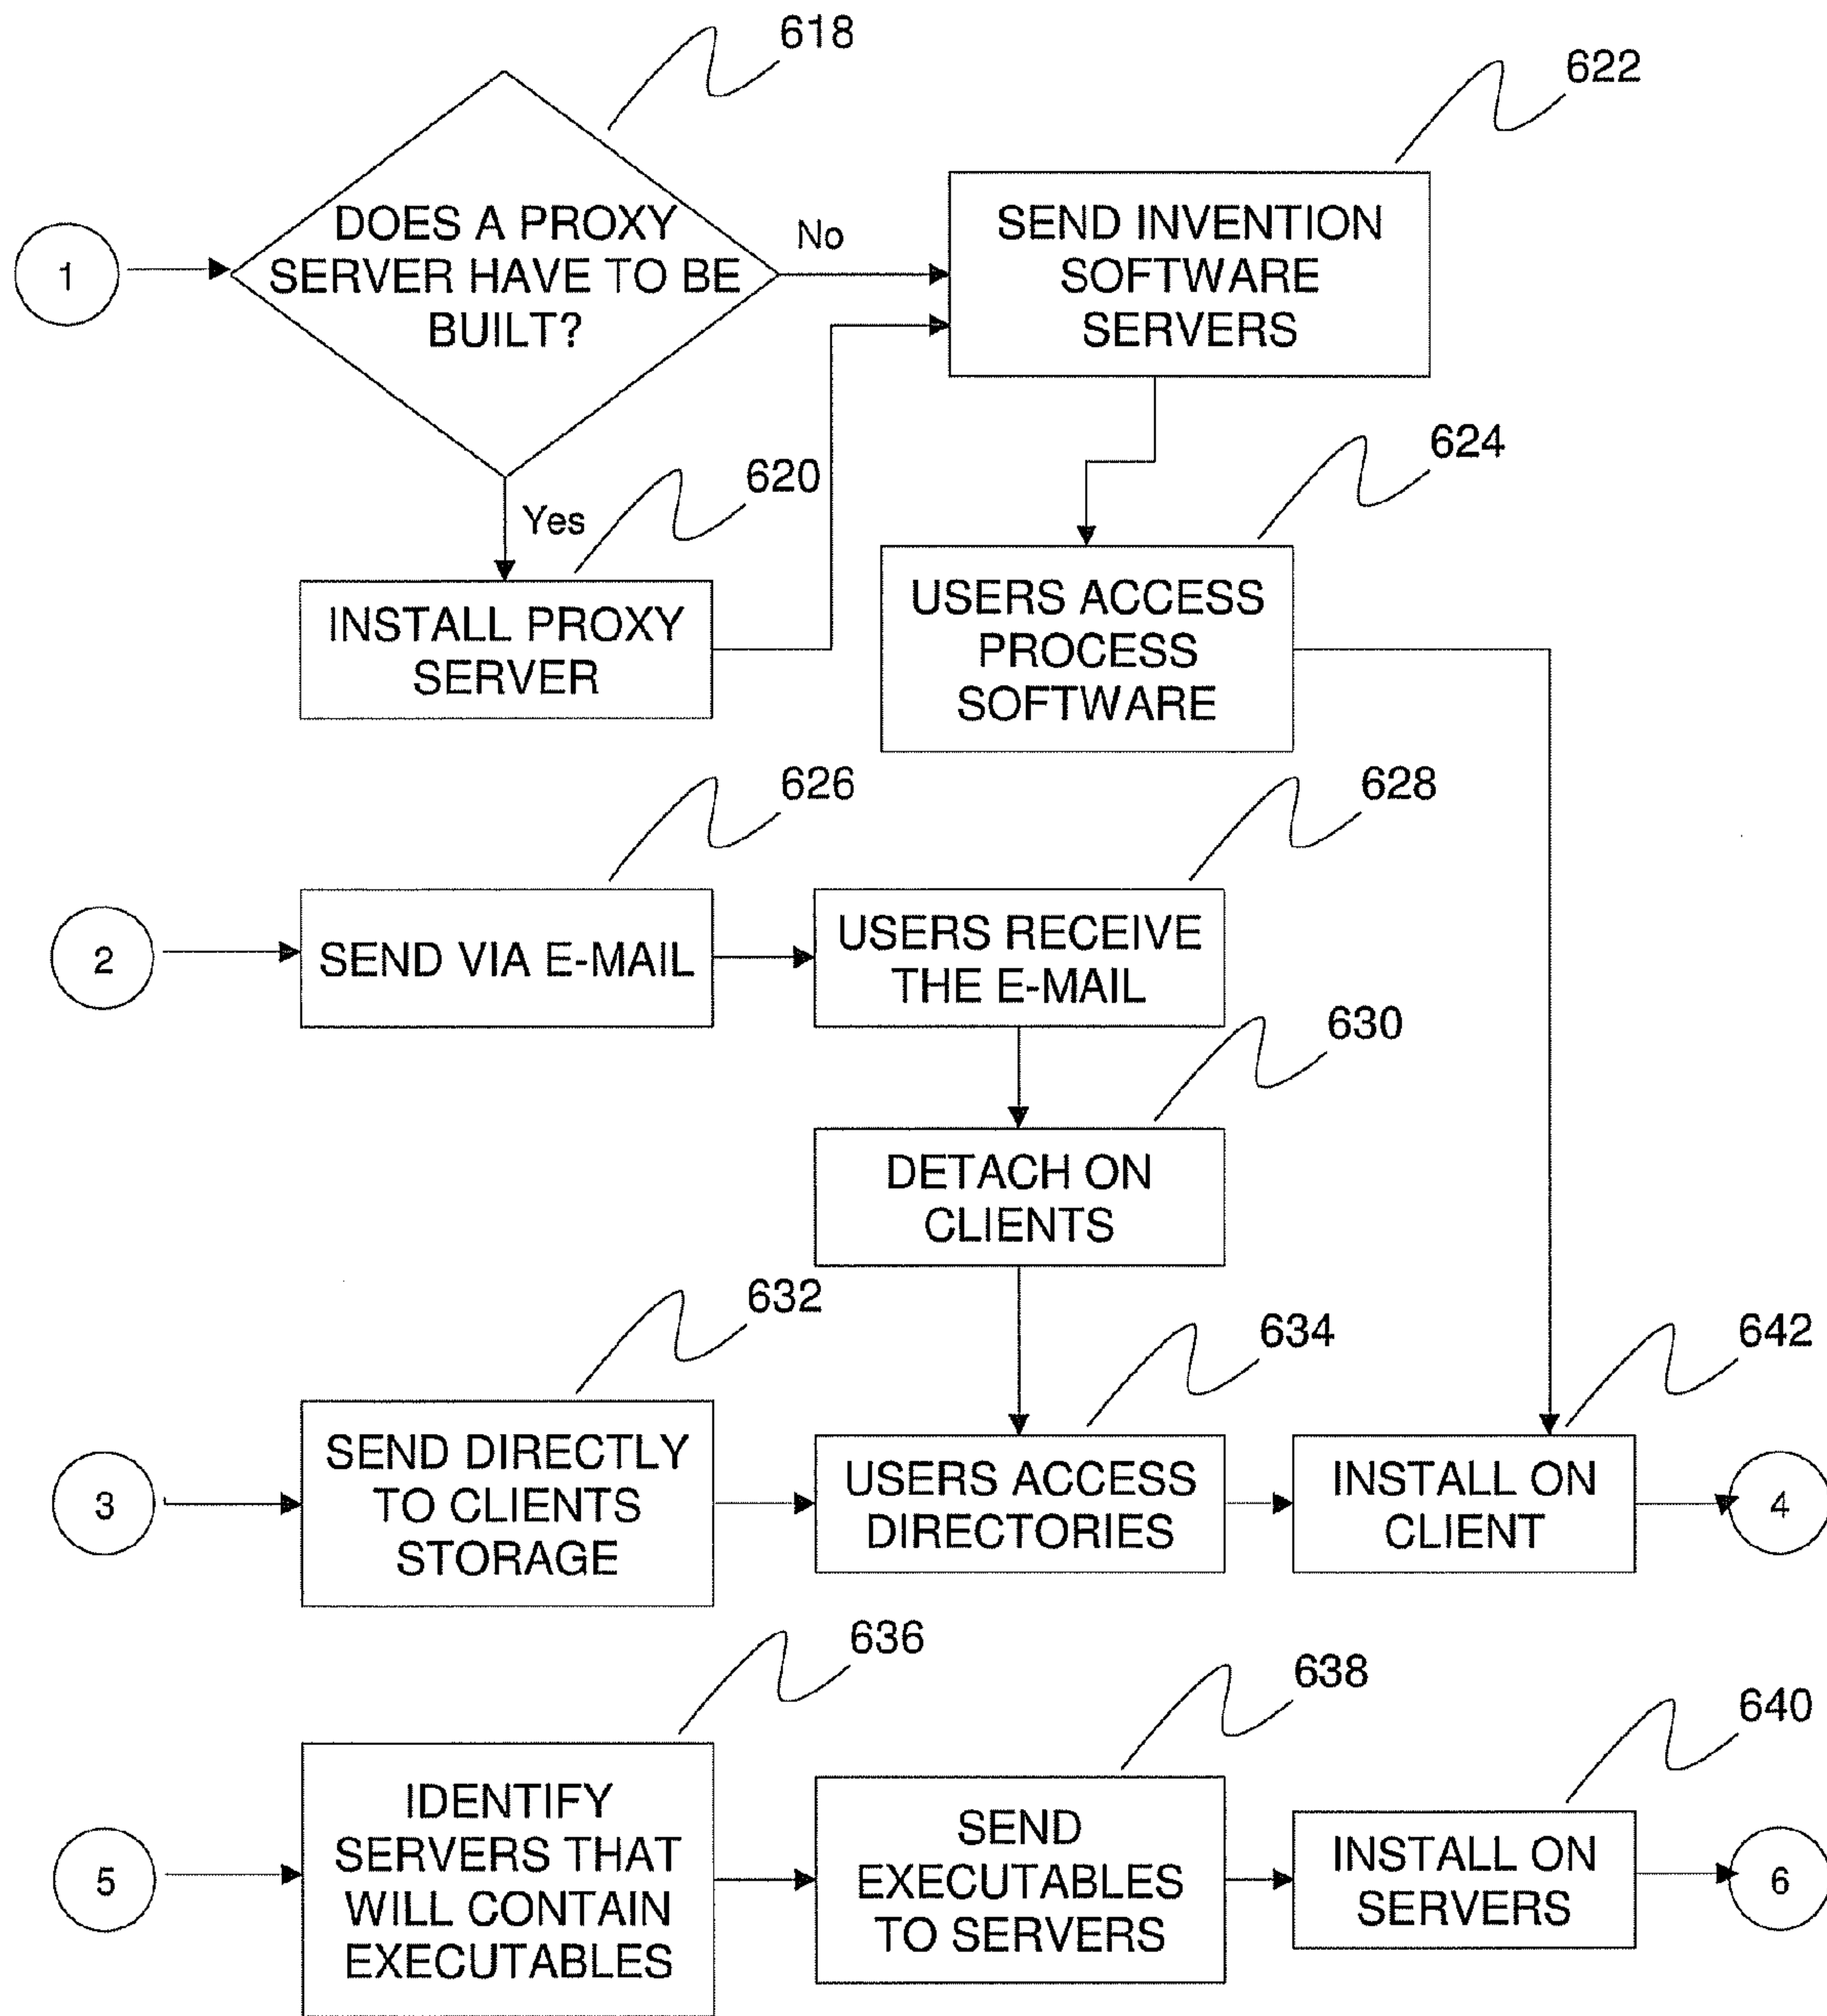 618
622
1
DOES A PROXY
SERVER HAVE TO BE
BUILT?
No
SEND INVENTION
SOFTWARE
SERVERS
Yes
620
624
INSTALL PROXY
SERVER
USERS ACCESS
PROCESS
SOFTWARE
626
628
2
SEND VIA E-MAIL
USERS RECEIVE
THE E-MAIL
630
DETACH ON
CLIENTS
632
634
642
3
SEND DIRECTLY
TO CLIENTS
STORAGE
USERS ACCESS
DIRECTORIES
INSTALL ON
CLIENT
4
636
638
640
5
IDENTIFY
SERVERS THAT
WILL CONTAIN
EXECUTABLES
SEND
EXECUTABLES
TO SERVERS
INSTALL ON
SERVERS
6